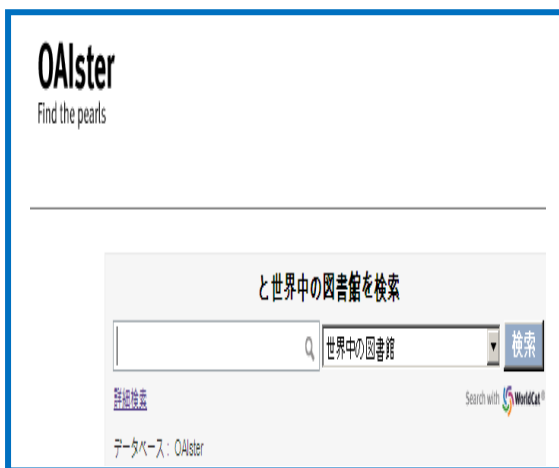 OAIster
Find the pearls
と世界中の図書館を検索
世界中の図書館 検索
詳細検索 Search with WorldCat®
データベース : OAIster